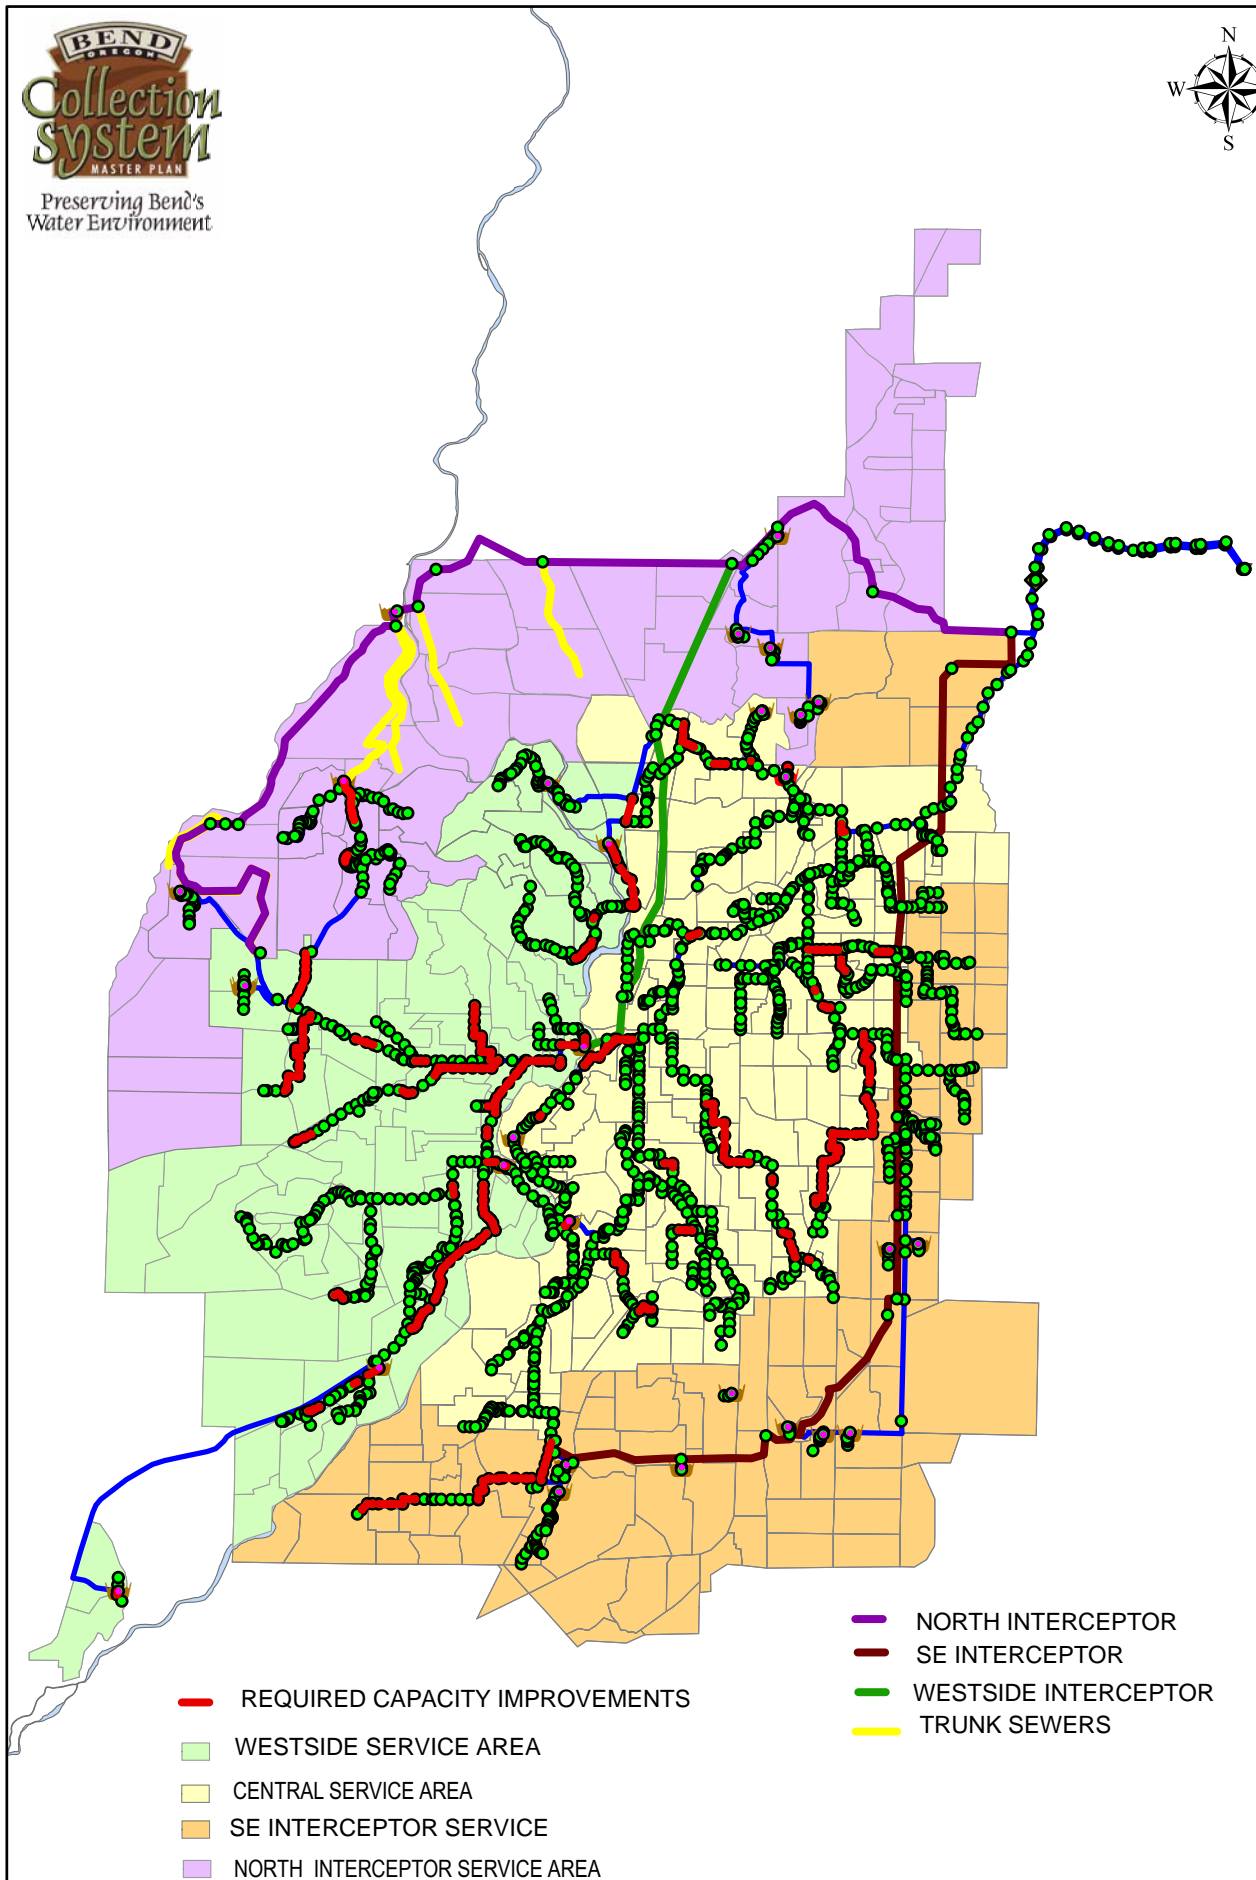 BEND
OREGON
Collection
System
MASTER PLAN
Preserving Bend's
Water Environment
N
W
S
NORTH INTERCEPTOR
SE INTERCEPTOR
WESTSIDE INTERCEPTOR
TRUNK SEWERS
REQUIRED CAPACITY IMPROVEMENTS
WESTSIDE SERVICE AREA
CENTRAL SERVICE AREA
SE INTERCEPTOR SERVICE
NORTH INTERCEPTOR SERVICE AREA